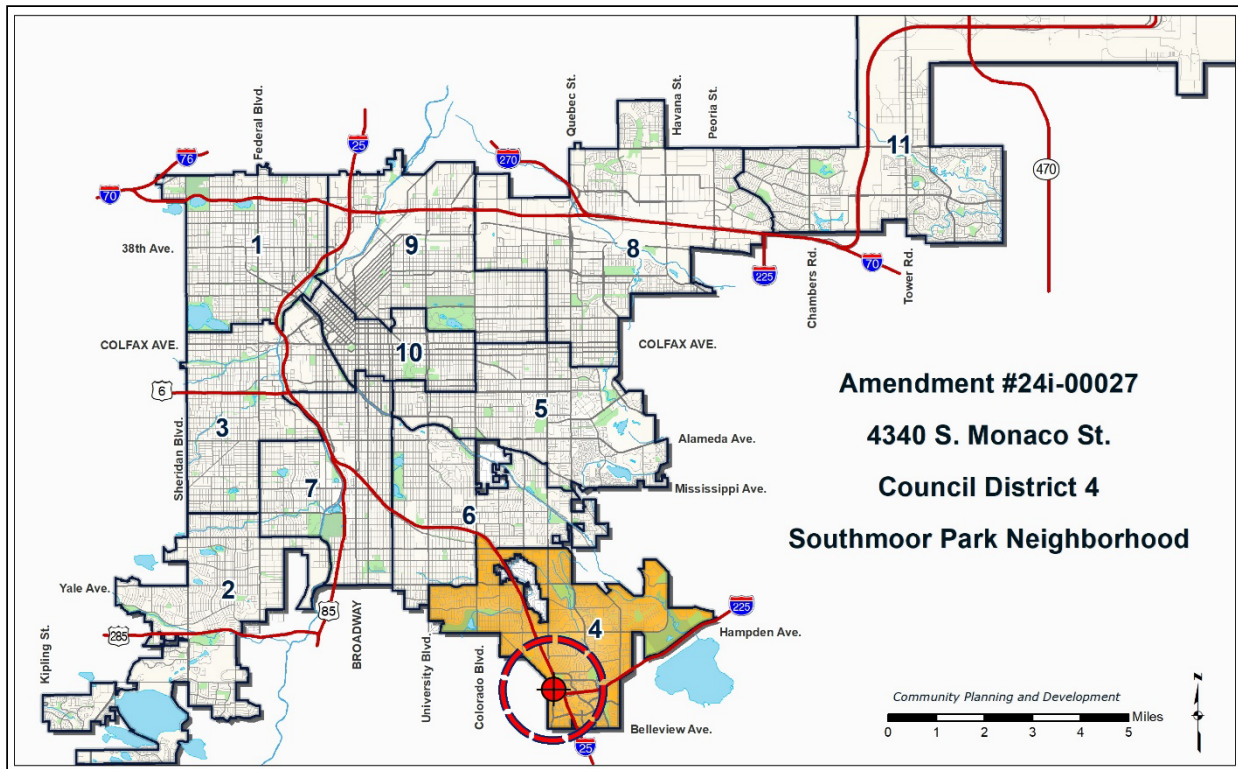 Federal Blvd.
Quebec St.
Havana St.
Peoria St.
76
25
270
70
11
470
38th Ave.
1
9
8
225
Chambers Rd.
70
Tower Rd.
COLFAX AVE.
COLFAX AVE.
10
6
3
5
Sheridan Blvd.
Alameda Ave.
7
Mississippi Ave.
6
Amendment #24i-00027
4340 S. Monaco St.
Council District 4
Southmoor Park Neighborhood
Yale Ave.
2
85
BROADWAY
225
285
4
Hampden Ave.
Kipling St.
University Blvd.
Colorado Blvd.
Belleview Ave.
25
Community Planning and Development
Miles
0 1 2 3 4 5
N